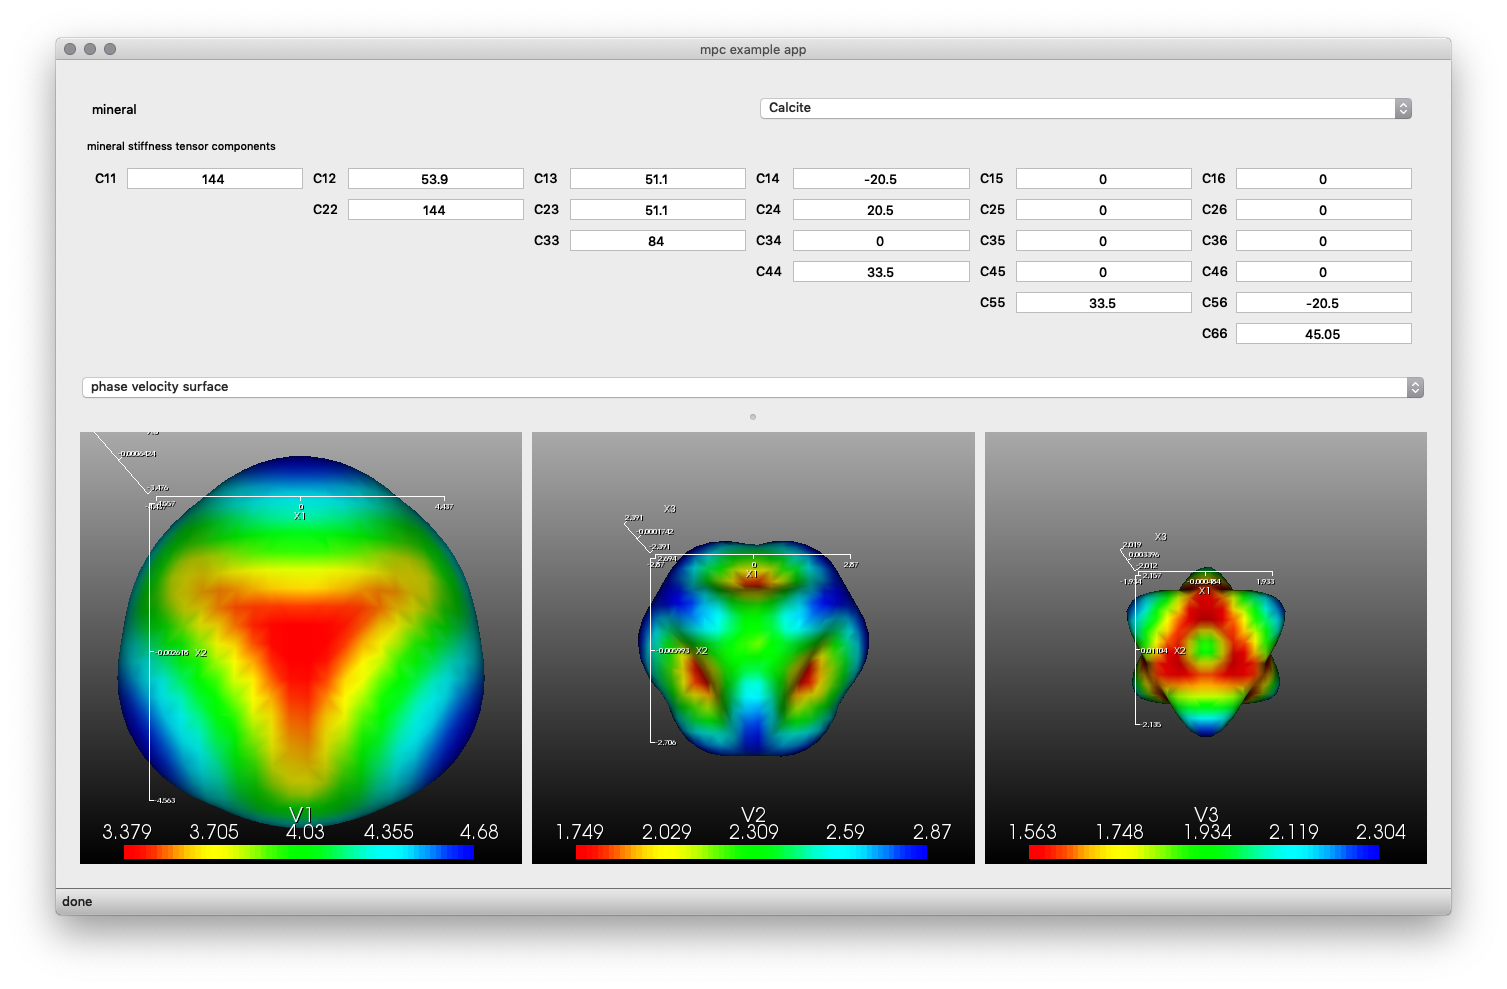 mpc example app
mineral Calcite
mineral stiffness tensor components
C11 144 C12 53.9 C13 51.1 C14 -20.5 C15 0 C16 0
C22 144 C23 51.1 C24 20.5 C25 0 C26 0
C33 84 C34 0 C35 0 C36 0
C44 33.5 C45 0 C46 0
C55 33.5 C56 -20.5
C66 45.05
phase velocity surface
-0.0006424
-3.476
0 4.437
X1
-0.002618 X2
-4.563
V1
3.379 3.705 4.03 4.355 4.68
2.391 X3
-0.0001742
-2.391
-2.694
-2.87 0 2.87
X1
-0.005993 X2
-2.706
V2
1.749 2.029 2.309 2.59 2.87
X3
2.019
0.003396
-2.012
-2.157
-1.934 -0.000484 1.933
X1
-0.01104 X2
-2.135
V3
1.563 1.748 1.934 2.119 2.304
done